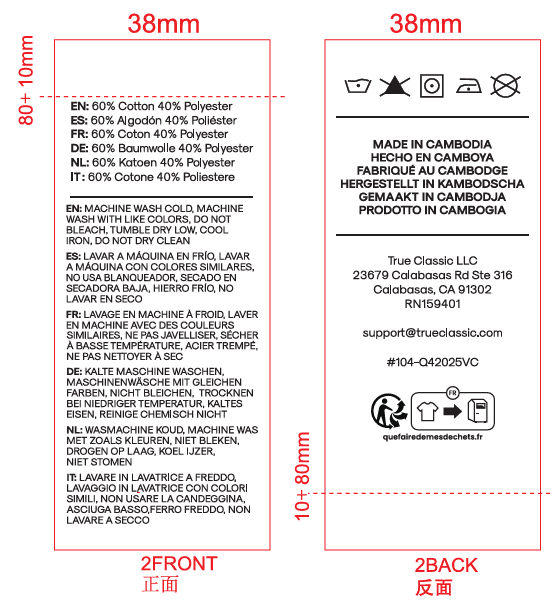 38mm
38mm
80+ 10mm
EN: 60% Cotton 40% Polyester
ES: 60% Algodón 40% Poliéster
FR: 60% Coton 40% Polyester
DE: 60% Baumwolle 40% Polyester
NL: 60% Katoen 40% Polyester
IT: 60% Cotone 40% Poliestere
EN: MACHINE WASH COLD, MACHINE
WASH WITH LIKE COLORS, DO NOT
BLEACH, TUMBLE DRY LOW, COOL
IRON, DO NOT DRY CLEAN
ES: LAVAR A MÁQUINA EN FRÍO, LAVAR
A MÁQUINA CON COLORES SIMILARES,
NO USA BLANQUEADOR, SECADO EN
SECADORA BAJA, HIERRO FRÍO, NO
LAVAR EN SECO
FR: LAVAGE EN MACHINE À FROID, LAVER
EN MACHINE AVEC DES COULEURS
SIMILAIRES, NE PAS JAVELLISER, SÉCHER
À BASSE TEMPÉRATURE, ACIER TREMPÉ,
NE PAS NETTOYER À SEC
DE: KALTE MASCHINE WASCHEN,
MASCHINENWÄSCHE MIT GLEICHEN
FARBEN, NICHT BLEICHEN, TROCKNEN
BEI NIEDRIGER TEMPERATUR, KALTES
EISEN, REINIGE CHEMISCH NICHT
NL: WASMACHINE KOUD, MACHINE WAS
MET ZOALS KLEUREN, NIET BLEKEN,
DROGEN OP LAAG, KOEL IJZER,
NIET STOMEN
IT: LAVARE IN LAVATRICE A FREDDO,
LAVAGGIO IN LAVATRICE CON COLORI
SIMILI, NON USARE LA CANDEGGINA,
ASCIUGA BASSO,FERRO FREDDO, NON
LAVARE A SECCO
2FRONT
正面
MADE IN CAMBODIA
HECHO EN CAMBOYA
FABRIQUÉ AU CAMBODGE
HERGESTELLT IN KAMBODSCHA
GEMAAKT IN CAMBODJA
PRODOTTO IN CAMBOGIA
True Classic LLC
23679 Calabasas Rd Ste 316
Calabasas, CA 91302
RN159401
support@trueclassic.com
#104-Q42025VC
FR
quefairedemesdechets.fr
10+ 80mm
2BACK
反面